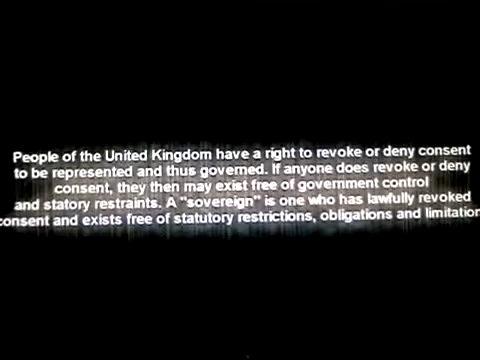 People of the United Kingdom have a right to revoke or deny consent
to be represented and thus governed. If anyone does revoke or deny
consent, they then may exist free of government control
and statory restraints. A "sovereign" is one who has lawfully revoked
consent and exists free of statutory restrictions, obligations and limitation